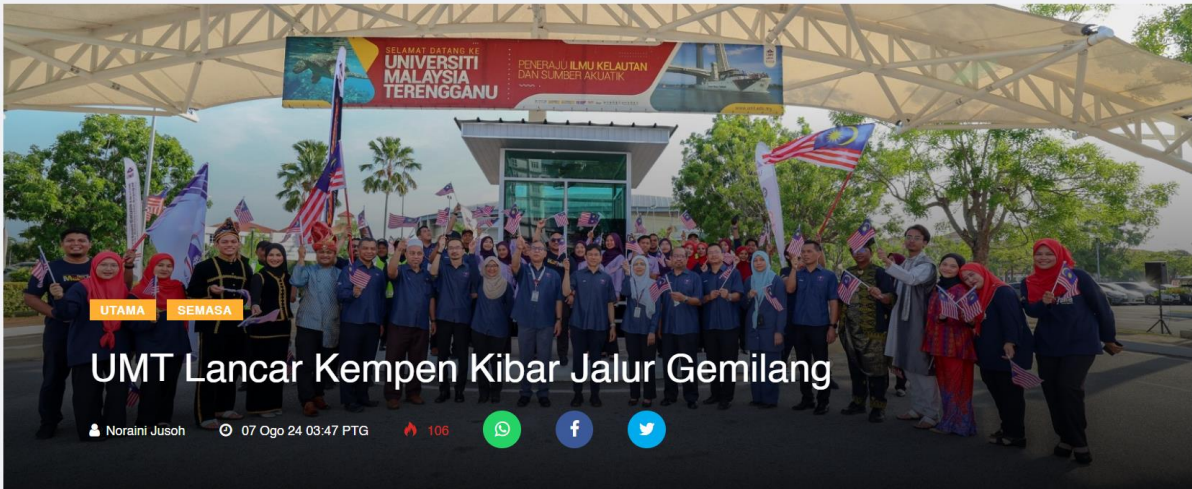 SELAMAT DATANG KE
UNIVERSITI
MALAYSIA
TERENGGANU
PENERAJU ILMU KELAUTAN
DAN SUMBER AKUATIK
UTAMA SEMASA
UMT Lancar Kempen Kibar Jalur Gemilang
Noraini Jusoh 07 Ogo 24 03:47 PTG 106